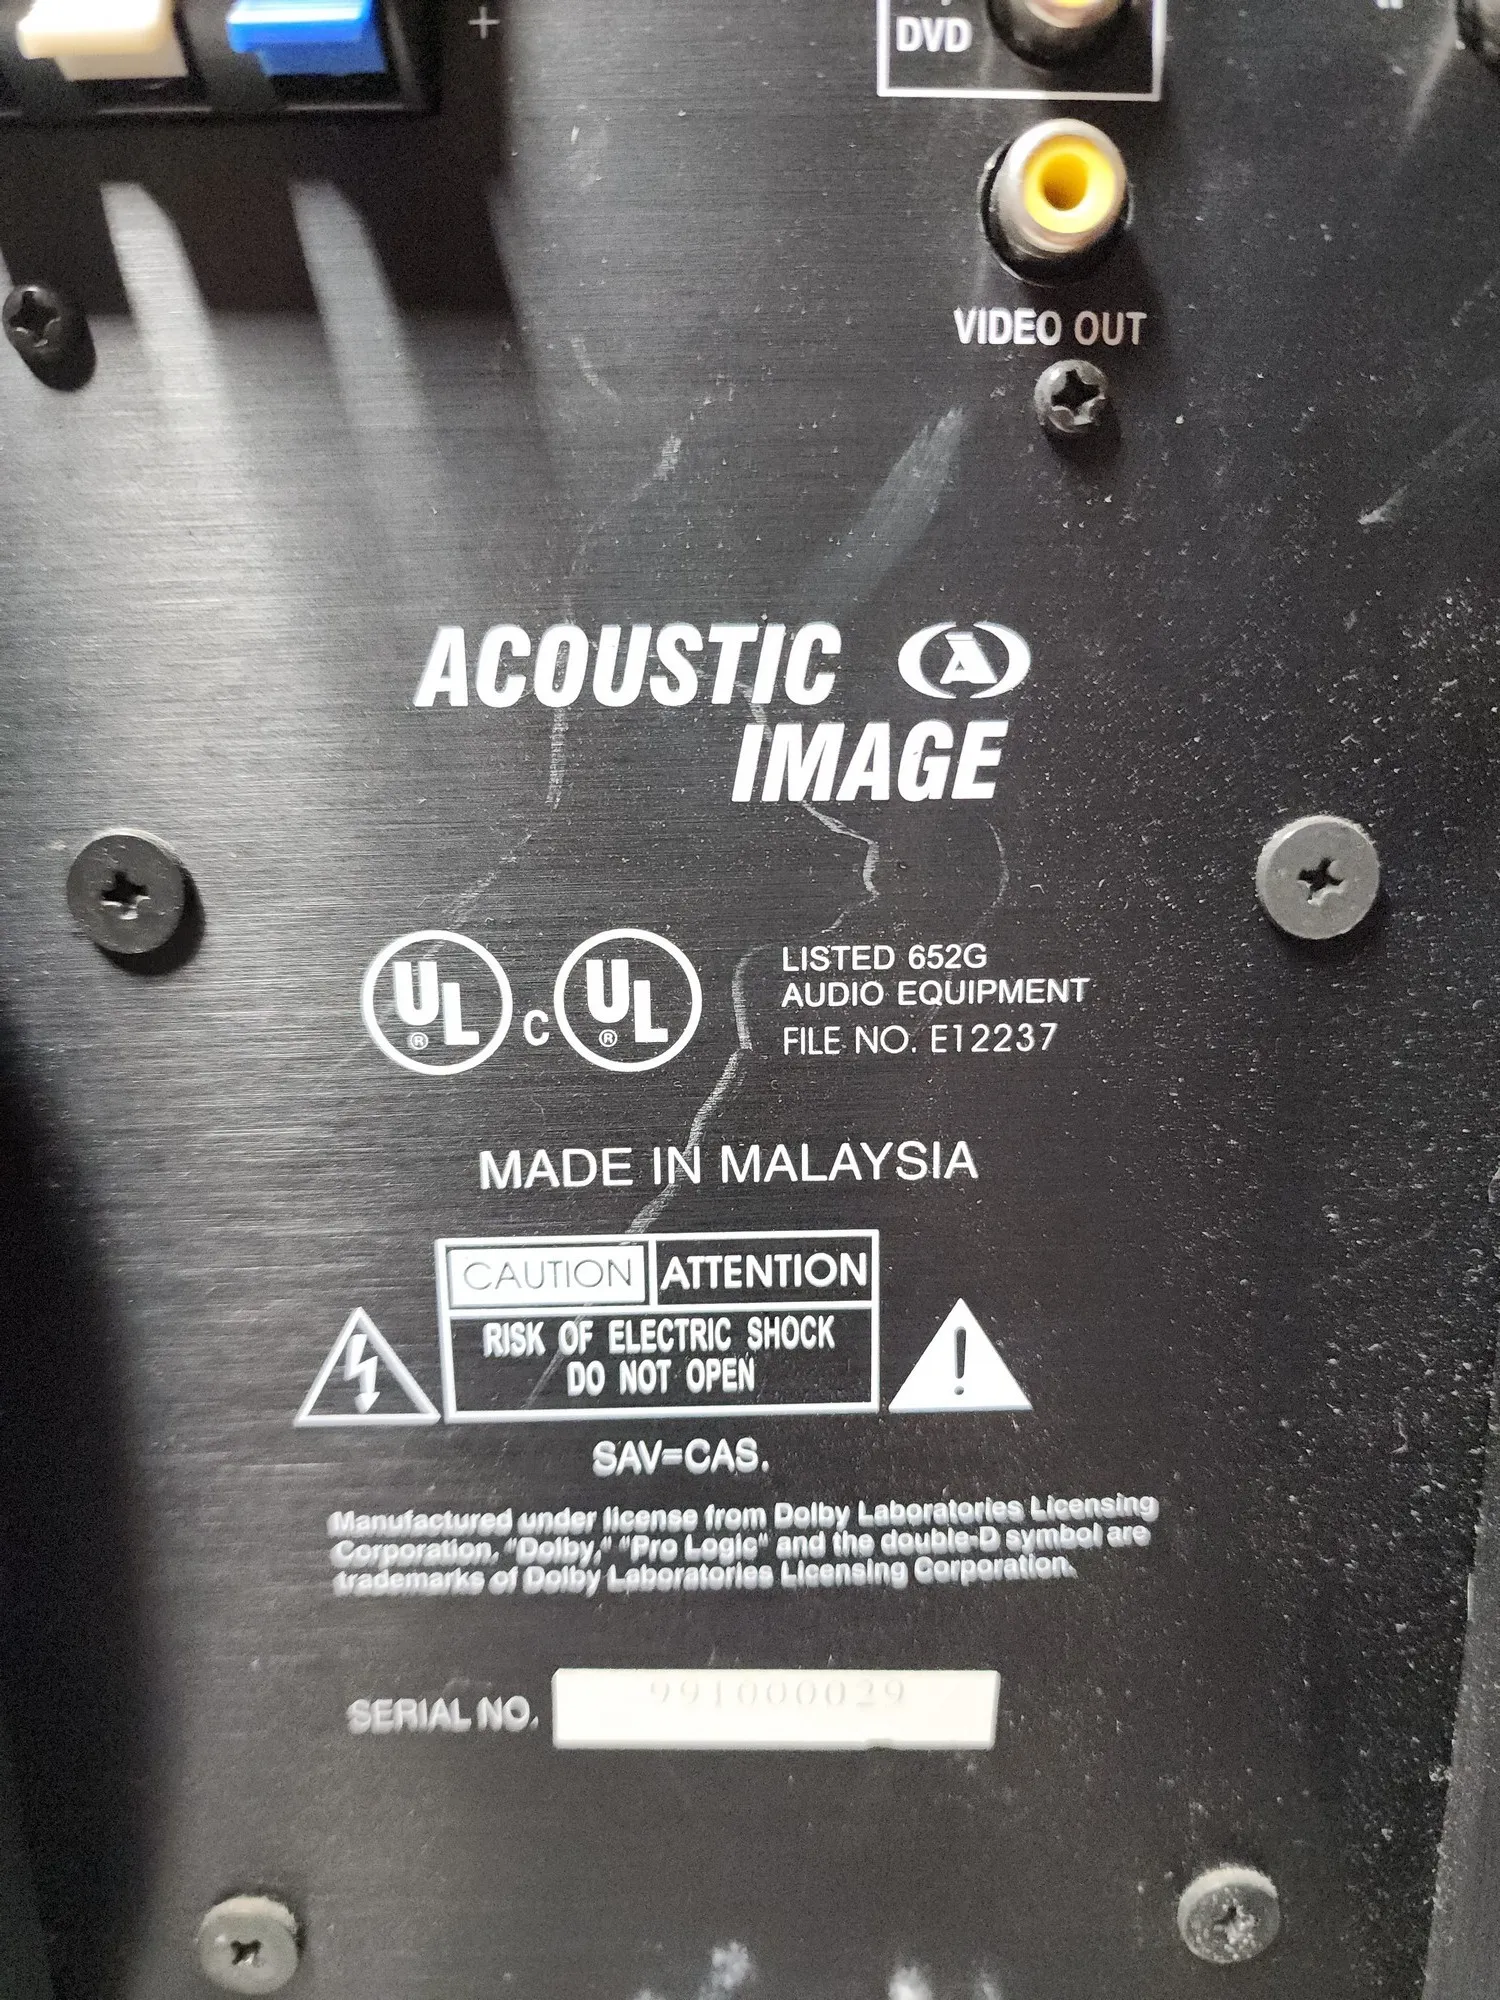 +
DVD
VIDEO OUT
ACOUSTIC
IMAGE
UL ® C UL ®
LISTED 652G
AUDIO EQUIPMENT
FILE NO. E12237
MADE IN MALAYSIA
CAUTION ATTENTION
RISK OF ELECTRIC SHOCK
DO NOT OPEN
SAV=CAS.
Manufactured under license from Dolby Laboratories Licensing
Corporation. "Dolby," "Pro Logic" and the double-D symbol are
trademarks of Dolby Laboratories Licensing Corporation.
SERIAL NO. 991000029